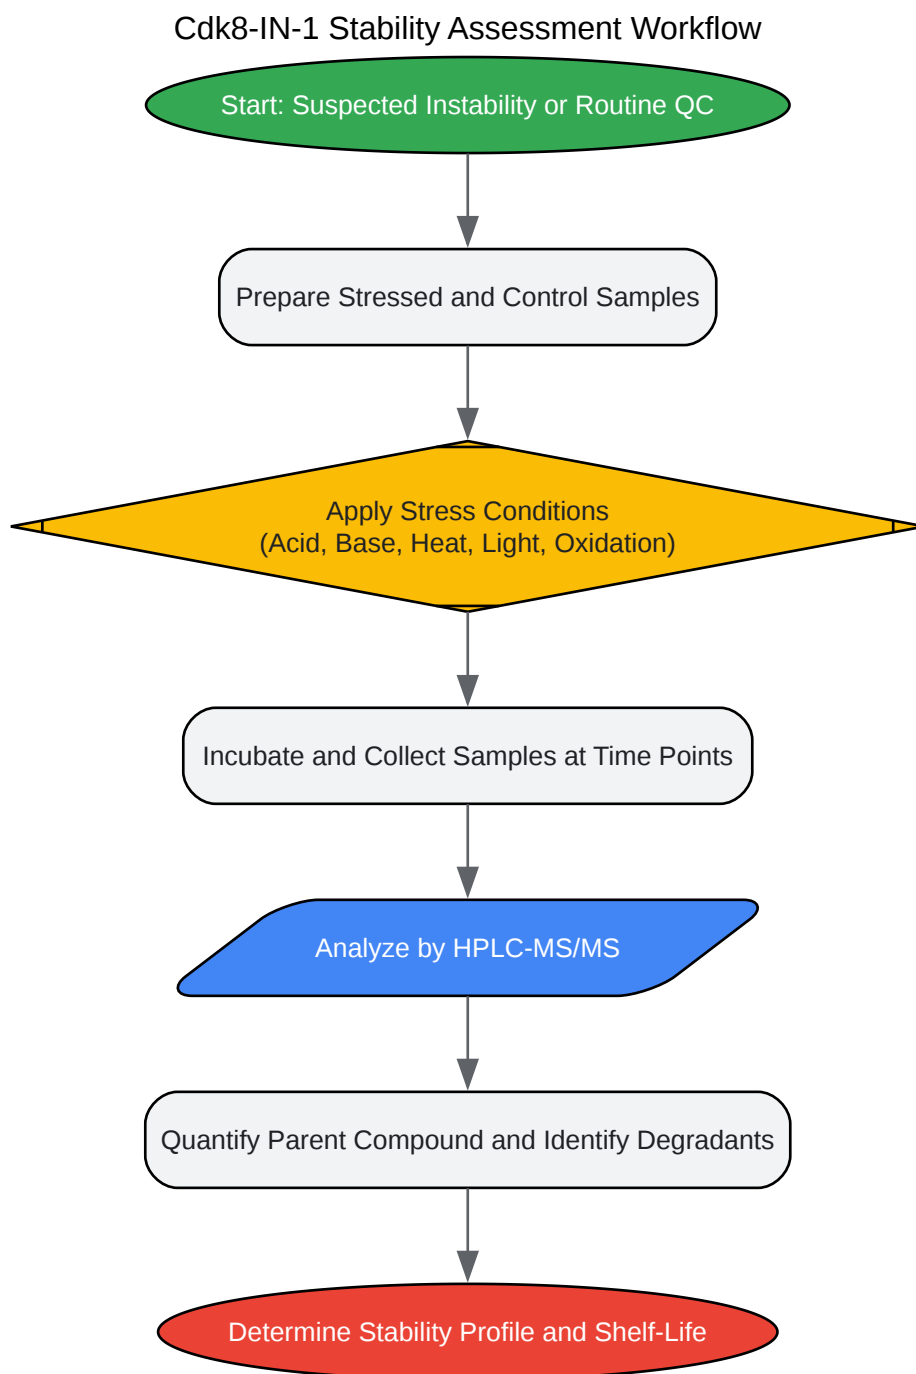 Cdk8-IN-1 Stability Assessment Workflow
Start: Suspected Instability or Routine QC
Prepare Stressed and Control Samples
Apply Stress Conditions
(Acid, Base, Heat, Light, Oxidation)
Incubate and Collect Samples at Time Points
Analyze by HPLC-MS/MS
Quantify Parent Compound and Identify Degradants
Determine Stability Profile and Shelf-Life